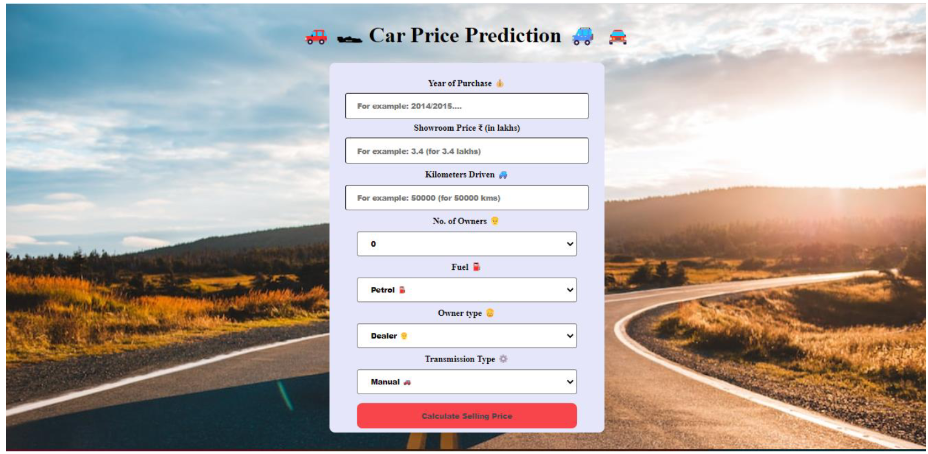 Car Price Prediction
Year of Purchase
For example: 2014/2015....
Showroom Price ₹ (in lakhs)
For example: 3.4 (for 3.4 lakhs)
Kilometers Driven
For example: 50000 (for 50000 kms)
No. of Owners
0
Fuel
Petrol
Owner type
Dealer
Transmission Type
Manual
Calculate Selling Price